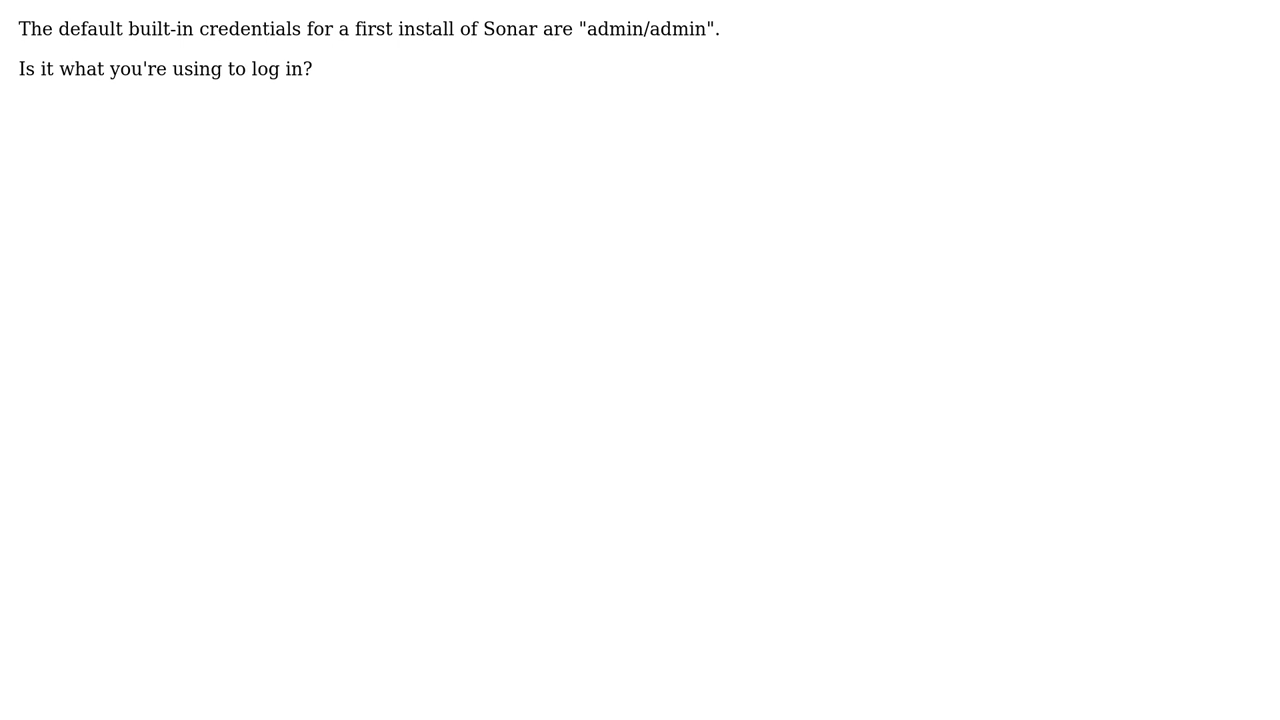 The default built-in credentials for a first install of Sonar are "admin/admin".
Is it what you're using to log in?